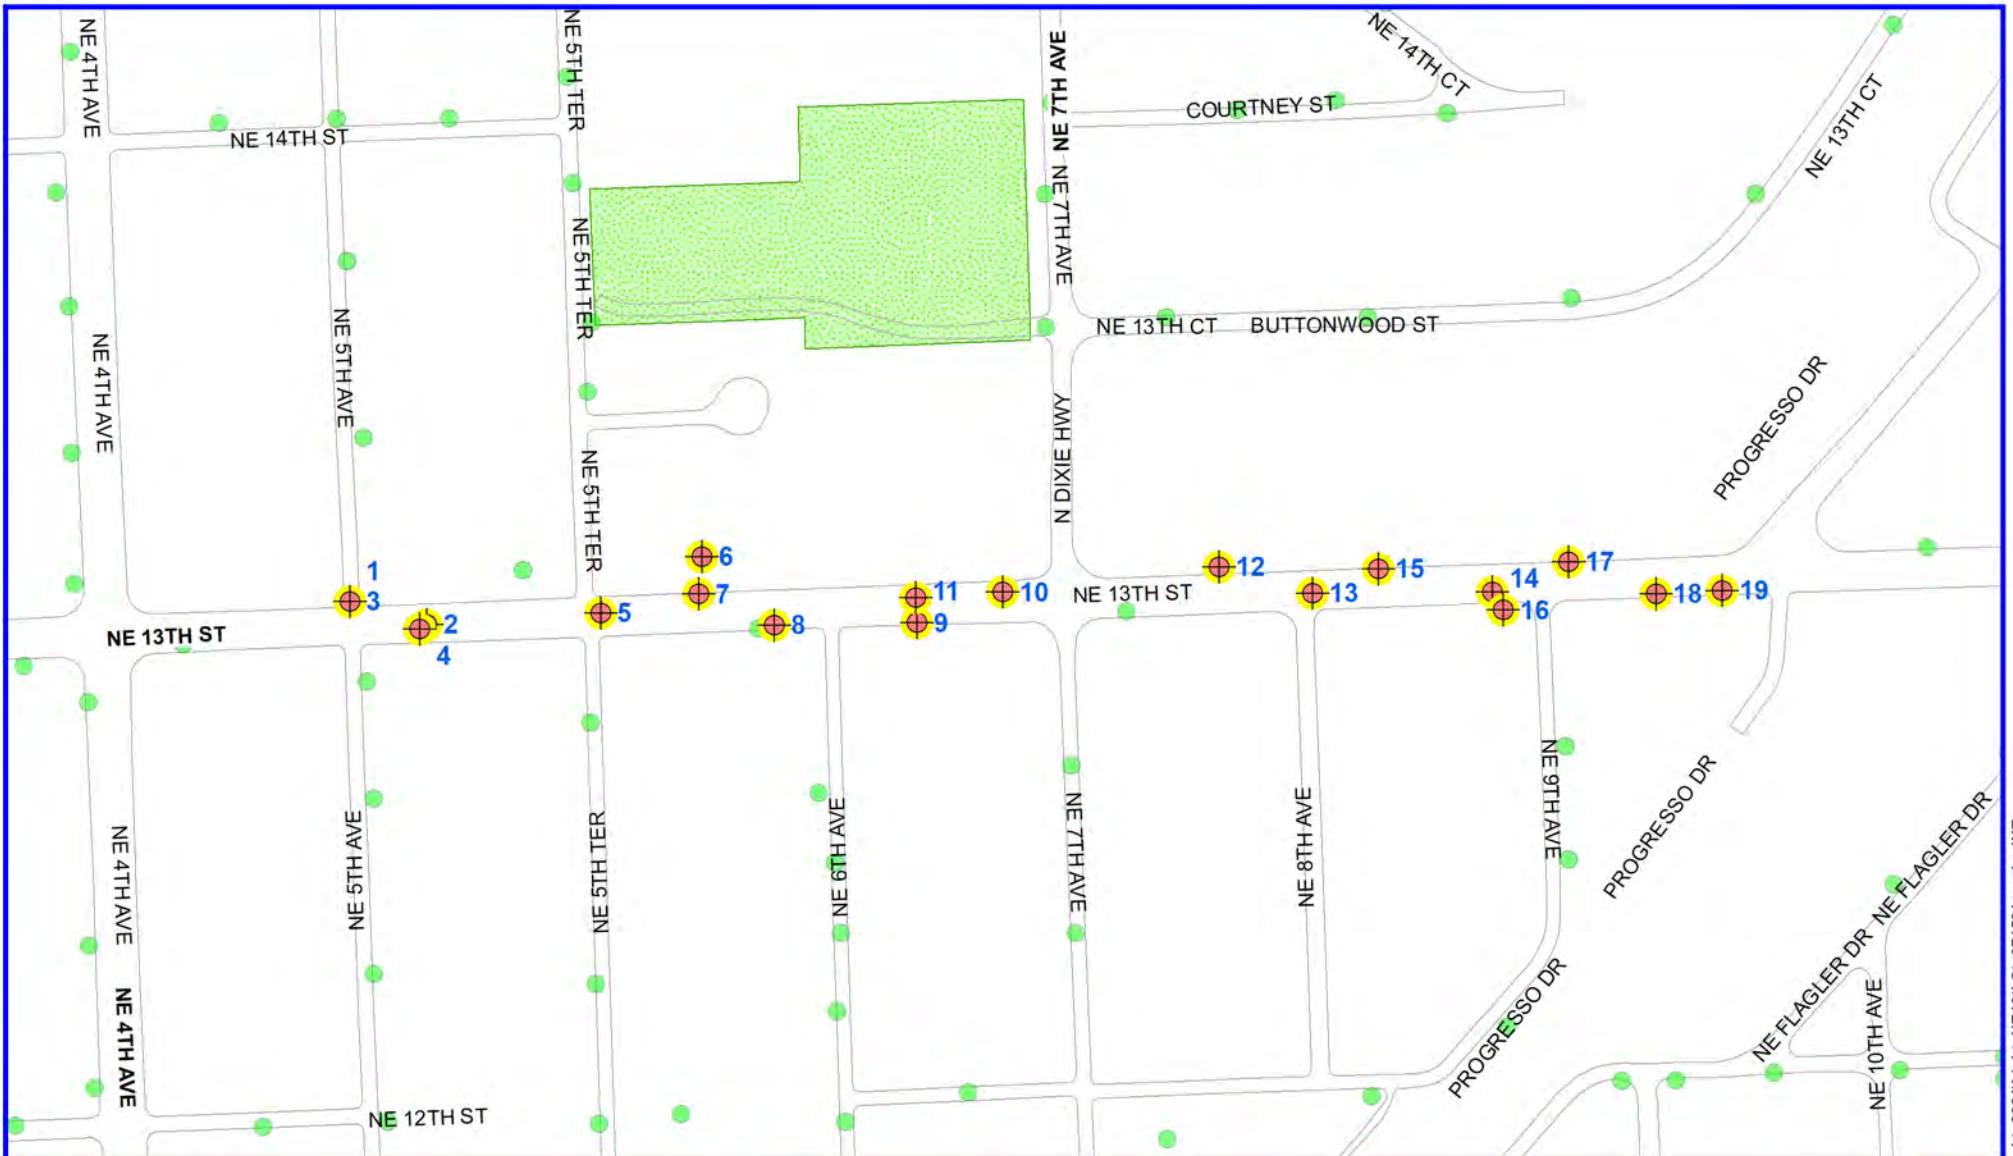 NE 4TH AVE
NE 5TH TER
NE 7TH AVE
NE 14TH CT
COURTNEY ST
NE 13TH CT
NE 14TH ST
NE 7TH AVE
NE 5TH TER
NE 5TH AVE
NE 4TH AVE
NE 13TH CT
BUTTONWOOD ST
N DIXIE HWY
PROGRESSO DR
NE 5TH TER
1
3
2
4
5
6
7
8
11
9
10
NE 13TH ST
12
13
15
14
16
17
18
19
NE 13TH ST
NE 4TH AVE
NE 5TH AVE
NE 5TH TER
NE 6TH AVE
NE 7TH AVE
NE 8TH AVE
NE 9TH AVE
PROGRESSO DR
NE FLAGLER DR
NE FLAGLER DR
PROGRESSO DR
NE 10TH AVE
NE 4TH AVE
NE 12TH ST